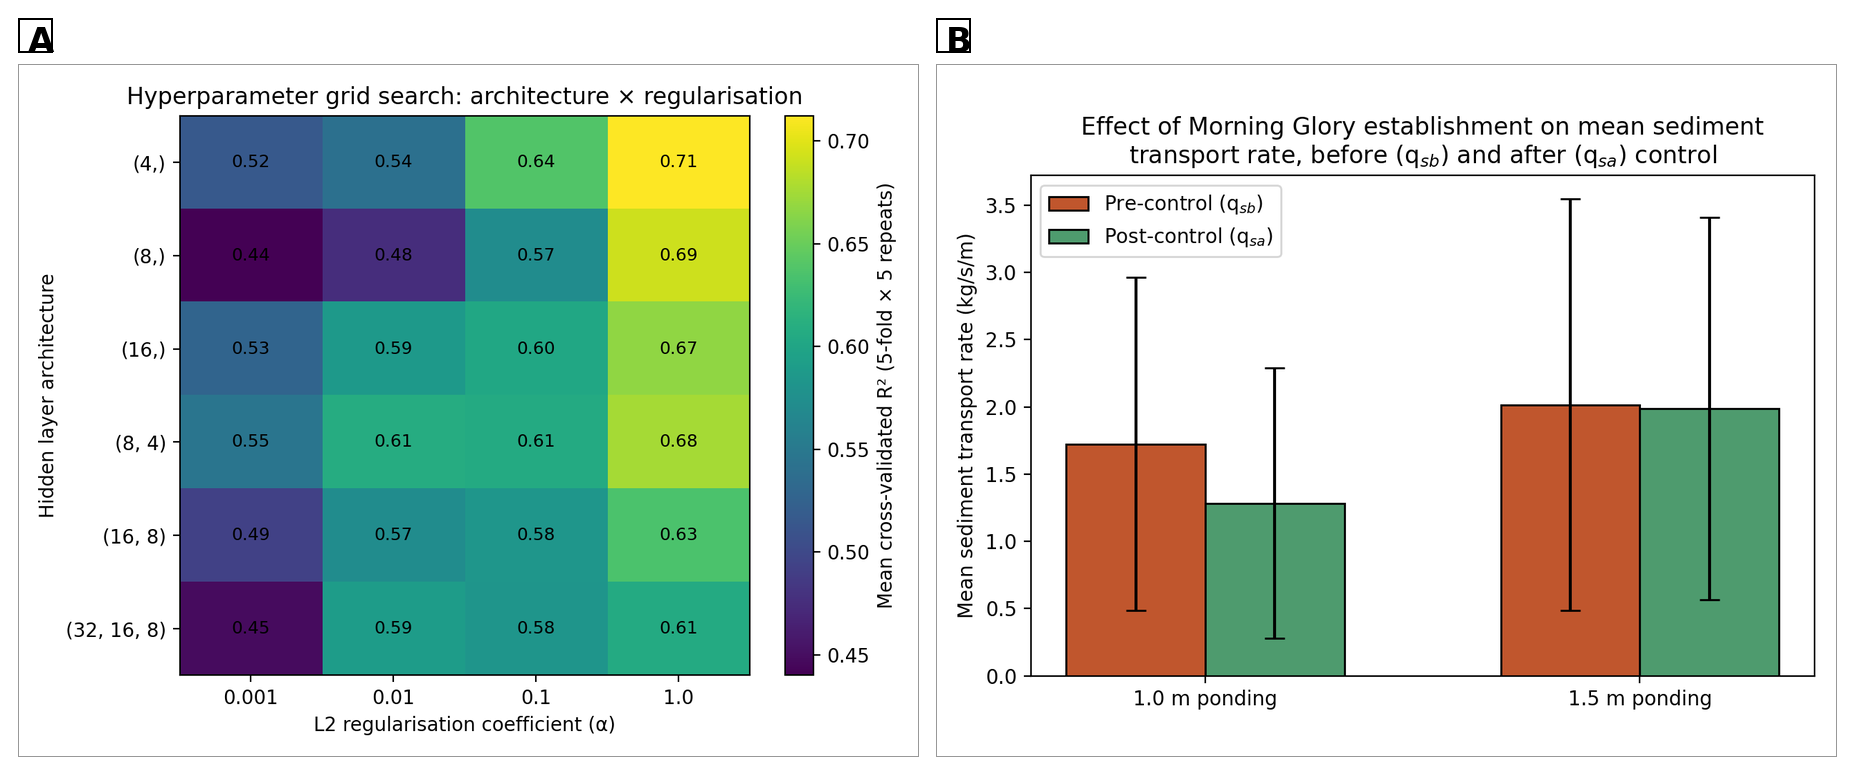 A
Hyperparameter grid search: architecture × regularisation
Hidden layer architecture
(4,) 0.52 0.54 0.64 0.71
(8,) 0.44 0.48 0.57 0.69
(16,) 0.53 0.59 0.60 0.67
(8, 4) 0.55 0.61 0.61 0.68
(16, 8) 0.49 0.57 0.58 0.63
(32, 16, 8) 0.45 0.59 0.58 0.61
0.001 0.01 0.1 1.0
L2 regularisation coefficient (α)
0.70
0.65
0.60
0.55
0.50
0.45
Mean cross-validated R² (5-fold × 5 repeats)
B
Effect of Morning Glory establishment on mean sediment
transport rate, before (qsb) and after (qsa) control
Pre-control (qsb)
Post-control (qsa)
Mean sediment transport rate (kg/s/m)
3.5
3.0
2.5
2.0
1.5
1.0
0.5
0.0
1.0 m ponding 1.5 m ponding